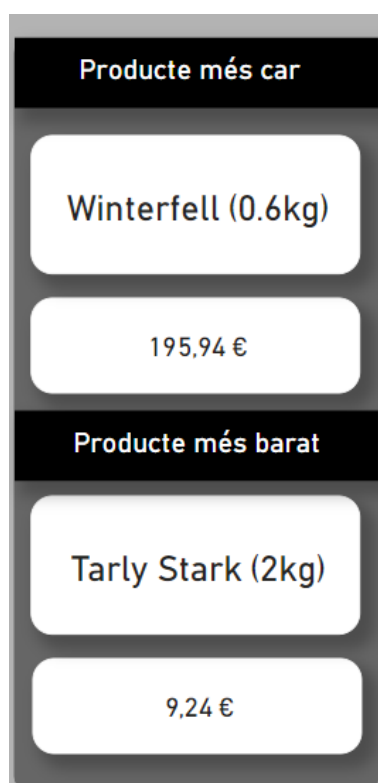 Producte més car
Winterfell (0.6kg)
195,94 €
Producte més barat
Tarly Stark (2kg)
9,24 €